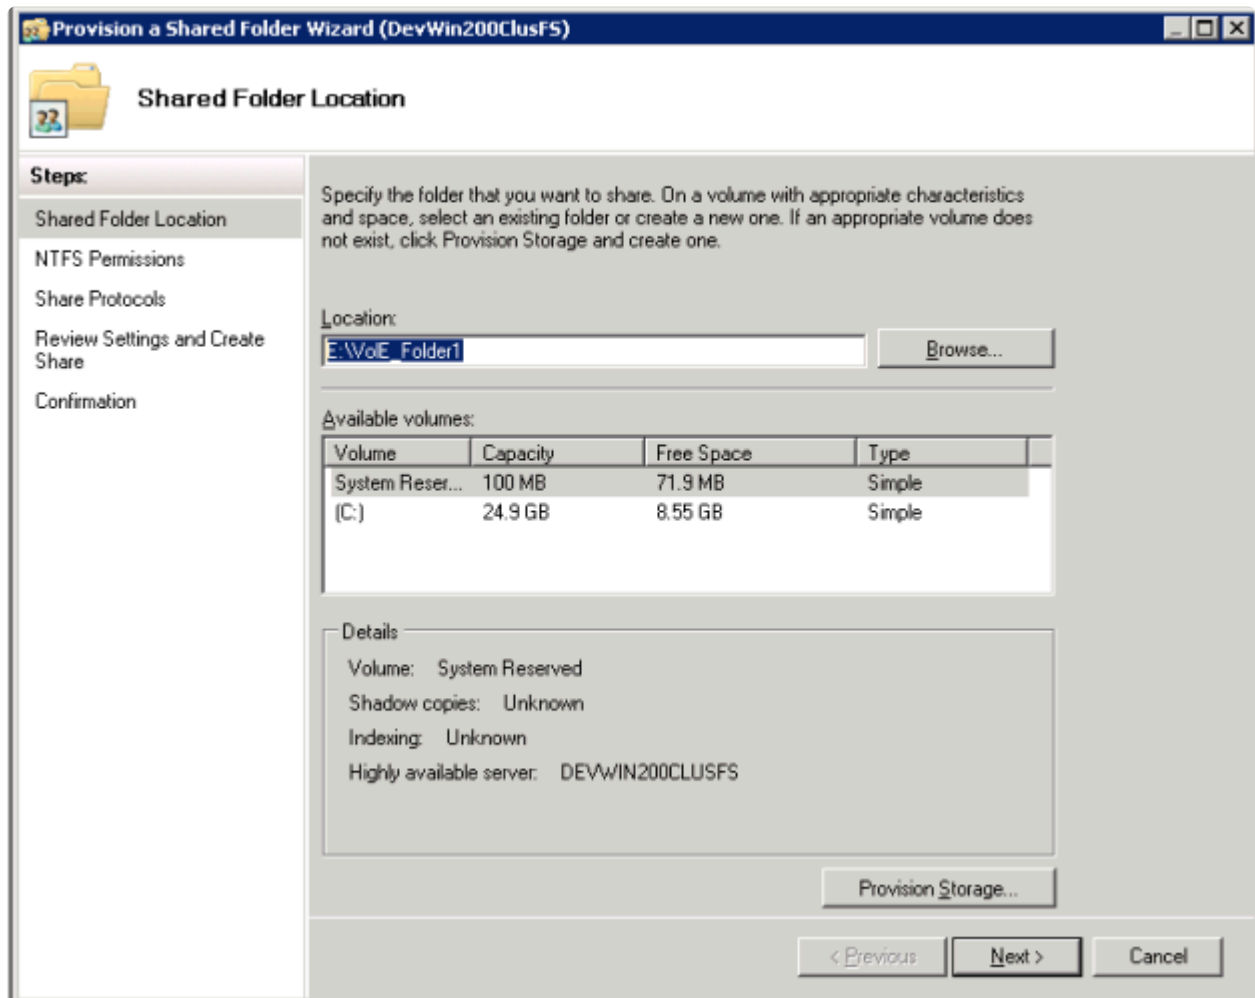 Provision a Shared Folder Wizard (DevWin200ClusFS)
Shared Folder Location
Steps:
Shared Folder Location
NTFS Permissions
Share Protocols
Review Settings and Create
Share
Confirmation
Specify the folder that you want to share. On a volume with appropriate characteristics
and space, select an existing folder or create a new one. If an appropriate volume does
not exist, click Provision Storage and create one.
Location:
E:\VolE_Folder1
Browse...
Available volumes:
Volume Capacity Free Space Type
System Reser... 100 MB 71.9 MB Simple
(C:) 24.9 GB 8.55 GB Simple
Details
Volume: System Reserved
Shadow copies: Unknown
Indexing: Unknown
Highly available server: DEVWIN200CLUSFS
Provision Storage...
< Previous Next > Cancel